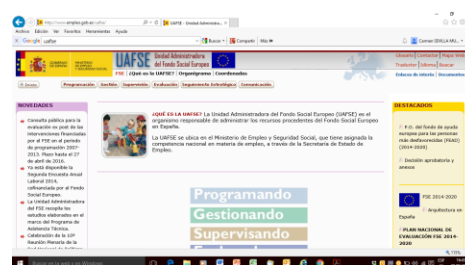 http://www.empleo.gob.es/uafse/
UAFSE - Unidad Administra...
Archivo Edición Ver Favoritos Herramientas Ayuda
Google uafse
Buscar
Compartir
Más
UAFSE Unidad Administradora
del Fondo Social Europeo
FSE ¿Qué es la UAFSE? Organigrama Coordenadas
Glosario Contactar Mapa Web
Traductor Idioma Buscar
Enlaces de interés Documentos
Programación Gestión Supervisión Evaluación Seguimiento Estratégico Comunicación
NOVEDADES
Consulta pública para la
evaluación ex post de las
intervenciones financiadas
por el FSE en el periodo
de programación 2007-
2013. Plazo hasta el 27
de abril de 2016.
Ya está disponible la
Segunda Encuesta Anual
Laboral 2014,
cofinanciada por el Fondo
Social Europeo.
La Unidad Administradora
del FSE recopila los
estudios elaborados en el
marco del Programa de
Asistencia Técnica.
Celebración de la 12ª
Reunión Plenaria de la
¿QUÉ ES LA UAFSE? La Unidad Administradora del Fondo Social Europeo (UAFSE) es el
organismo responsable de administrar los recursos procedentes del Fondo Social Europeo
en España.
La UAFSE se ubica en el Ministerio de Empleo y Seguridad Social, que tiene asignada la
competencia nacional en materia de empleo, a través de la Secretaría de Estado de
Empleo.
Programando
Gestionando
Supervisando
DESTACADOS
P.O. del fondo de ayuda
europea para las personas
más desfavorecidas (FEAD)
(2014-2020)
Decisión aprobatoria y
anexos
FSE 2014-2020
Arquitectura en
España
PLAN NACIONAL DE
EVALUACIÓN FSE 2014-
2020
Buscar en la web y en Windows